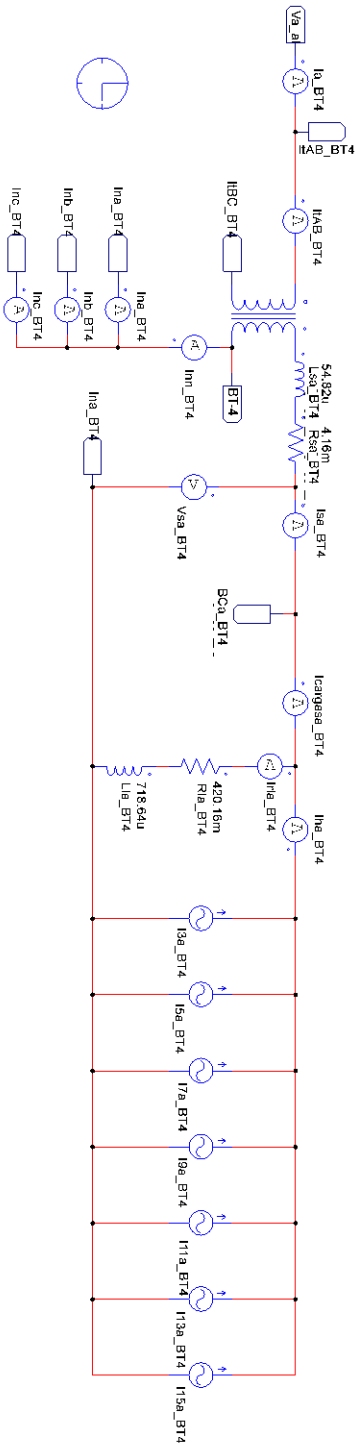 Ia_BT4
ItAB_BT4
ItAB_BT4
ItBC_BT4
Ina_BT4
Ina_BT4
Inb_BT4
Inb_BT4
Inc_BT4
Inc_BT4
Inn_BT4
BT-4
54.82u
Lsa_BT4
4.16m
Rsa_BT4
Isa_BT4
Vsa_BT4
Ina_BT4
BCa_BT4
Icargasa_BT4
Iha_BT4
Irla_BT4
420.16m
Rla_BT4
718.64u
Lla_BT4
I3a_BT4
I5a_BT4
I7a_BT4
I9a_BT4
I11a_BT4
I13a_BT4
I15a_BT4